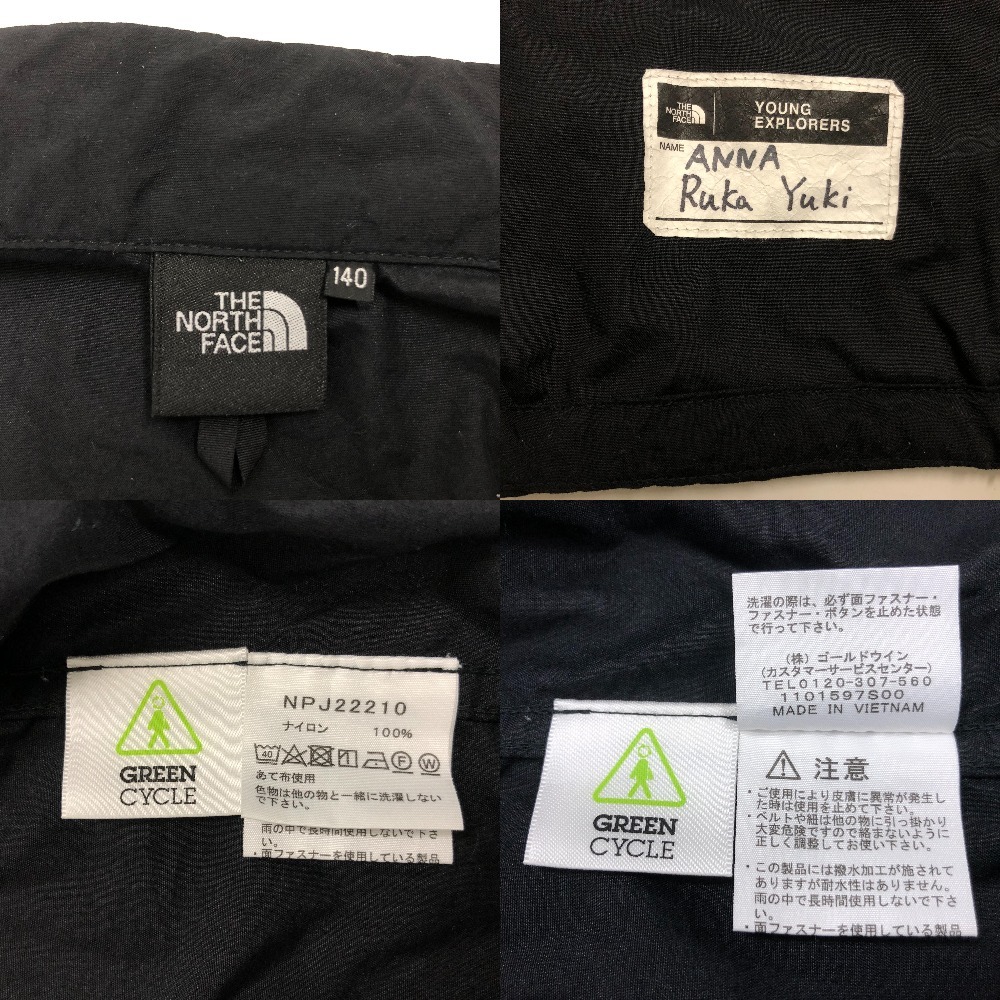 THE
NORTH
FACE
140
THE
NORTH
FACE
YOUNG
EXPLORERS
NAME
ANNA
Ruka Yuki
GREEN
CYCLE
NPJ22210
ナイロン 100%
40
あて布使用
色物は他の物と一緒に洗濯しない
で下さい。
雨の中で長時間使用しないで下さ
い。
・面ファスナーを使用している製品
洗濯の際は、必ず面ファスナー・
ファスナー・ボタンを止めた状態
で行って下さい。
(株)ゴールドウイン
(カスタマーサービスセンター)
TEL0120-307-560
1101597S00
MADE IN VIETNAM
GREEN
CYCLE
注意
・ご使用により皮膚に異常が発生し
た時は使用を止めて下さい。
・ベルトや紐は他の物に引っ掛かり
大変危険ですので絡まないように
正しく調整してお使い下さい。
・この製品には撥水加工が施されて
ありますが耐水性はありません。
雨の中で長時間使用しないで下さ
い。
・面ファスナーを使用している製品